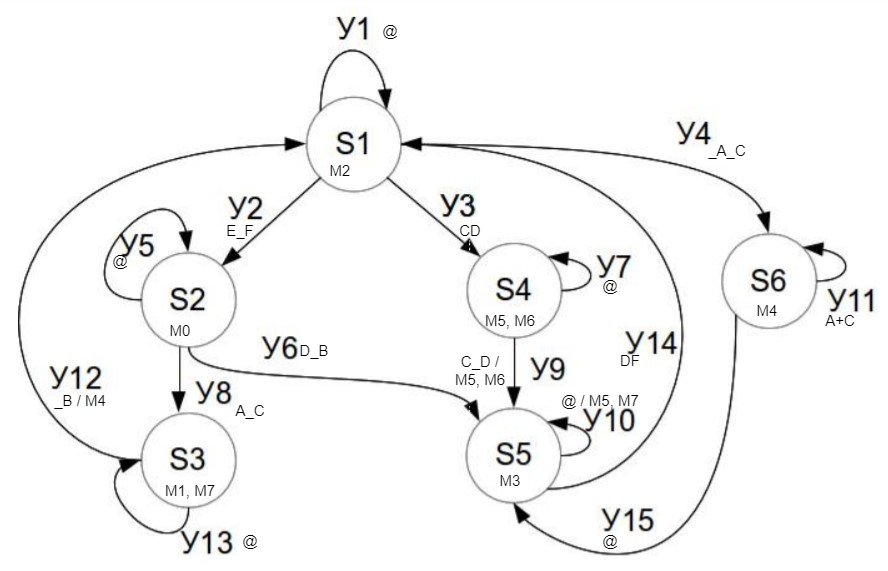 У1 @
S1
M2
У4
_A_C
У2
E_F
У3
CD
У5
@
S2
M0
S4
M5, M6
У7
@
S6
M4
У11
A+C
У6 D_B
У14
DF
У12
_B / M4
У8
A_C
C_D /
M5, M6
У9
@ / M5, M7
У10
S3
M1, M7
S5
M3
У13 @
У15
@